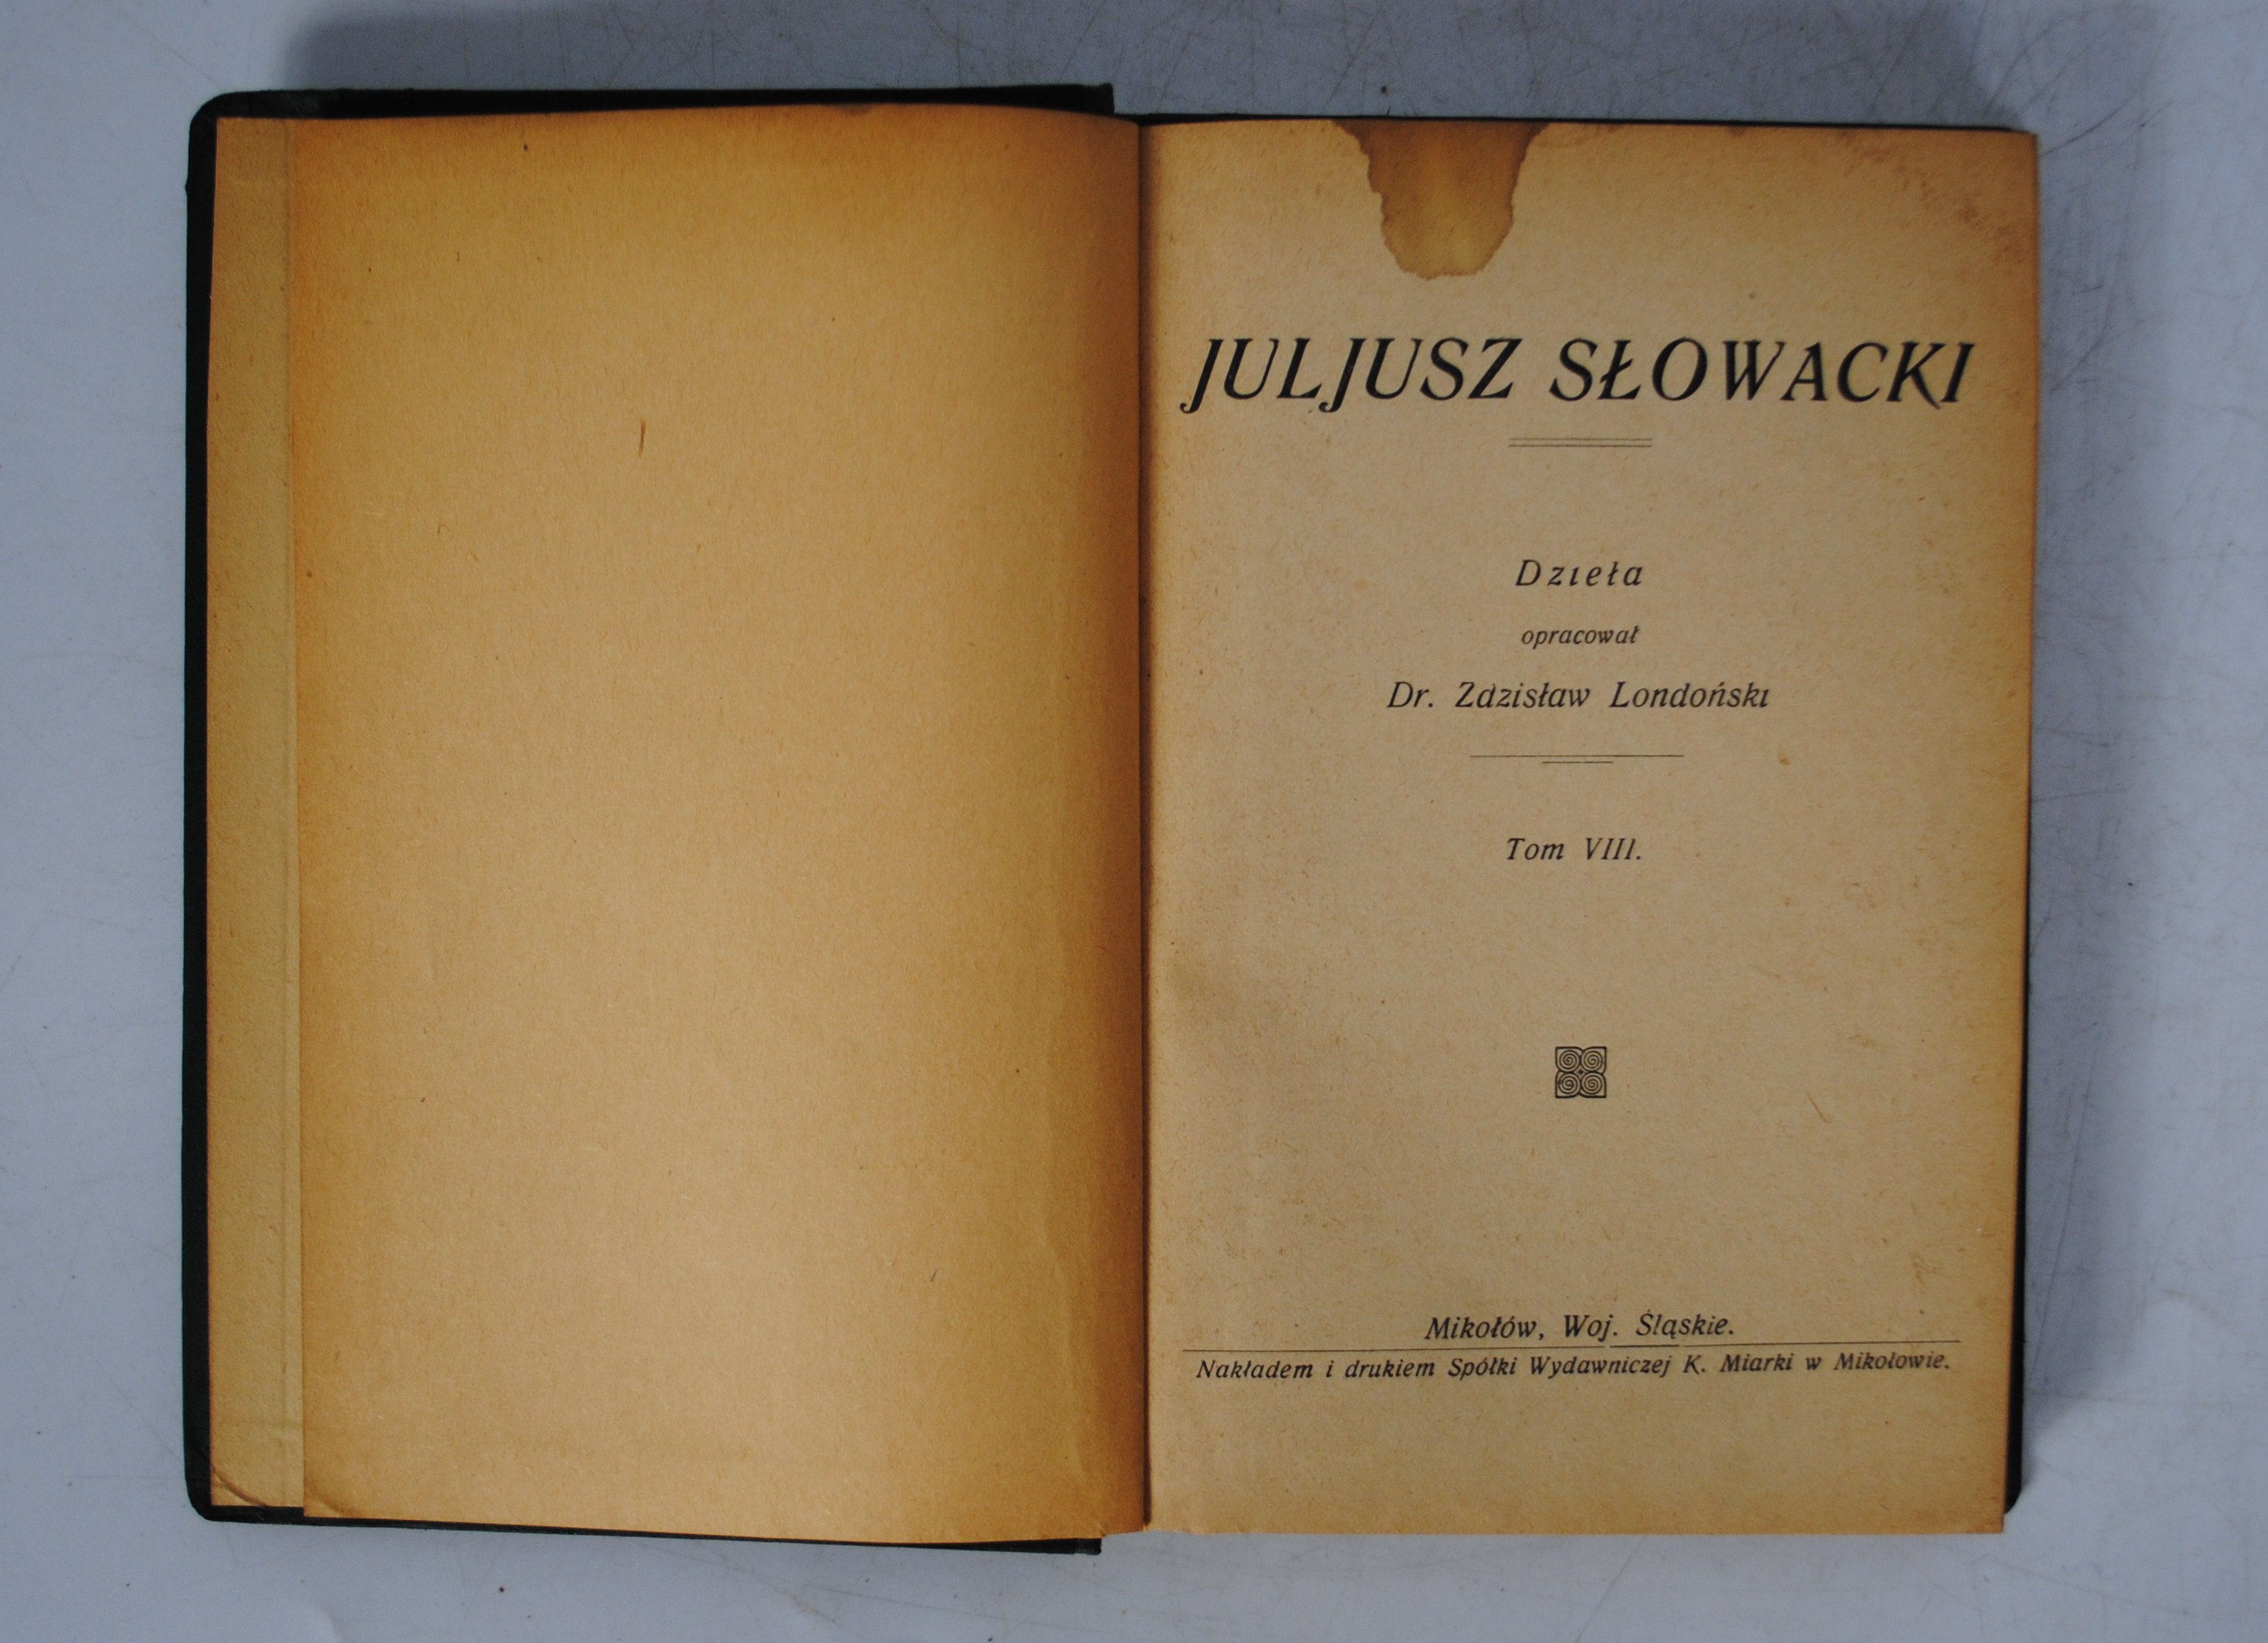 JULJUSZ SŁOWACKI
Dzieła
opracował
Dr. Zdzisław Londoński
Tom VIII.
Mikołów, Woj. Śląskie.
Nakładem i drukiem Spółki Wydawniczej K. Miarki w Mikołowie.